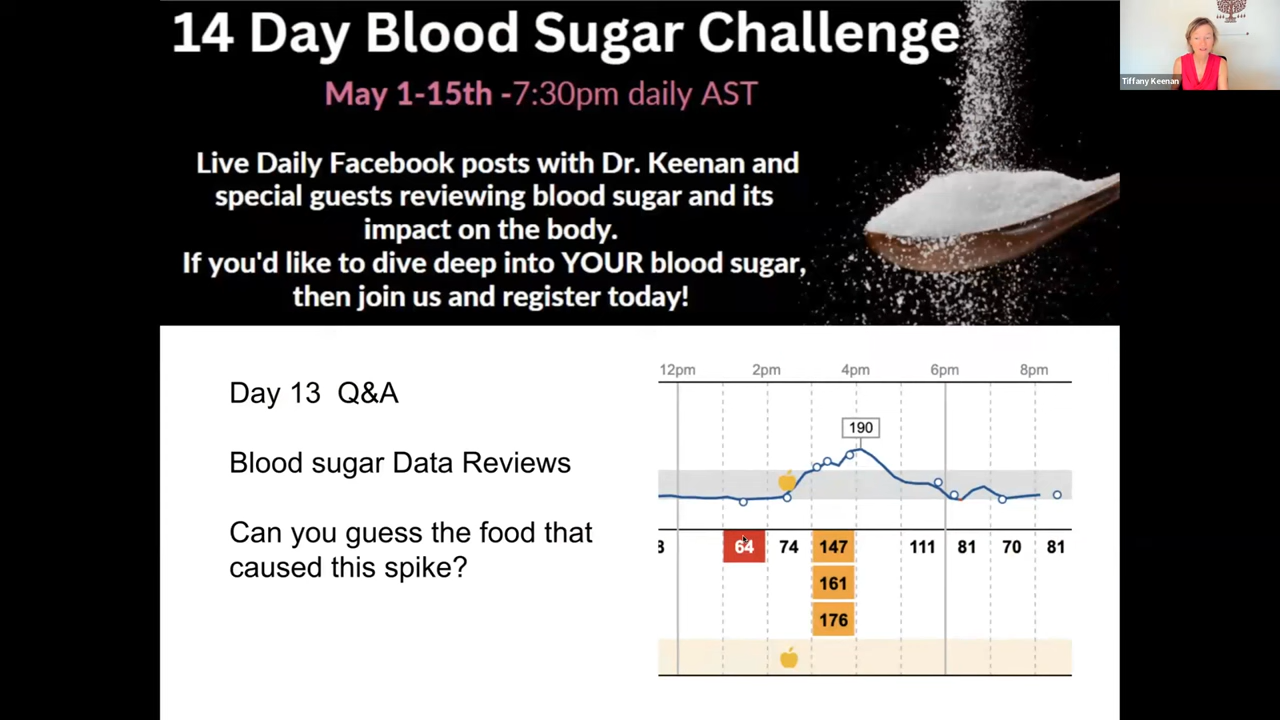 14 Day Blood Sugar Challenge
May 1-15th -7:30pm daily AST
Live Daily Facebook posts with Dr. Keenan and
special guests reviewing blood sugar and its
impact on the body.
If you'd like to dive deep into YOUR blood sugar,
then join us and register today!
Tiffany Keenan
Day 13 Q&A
Blood sugar Data Reviews
Can you guess the food that
caused this spike?
12pm 2pm 4pm 6pm 8pm
190
64 74 147 111 81 70 81
161
176